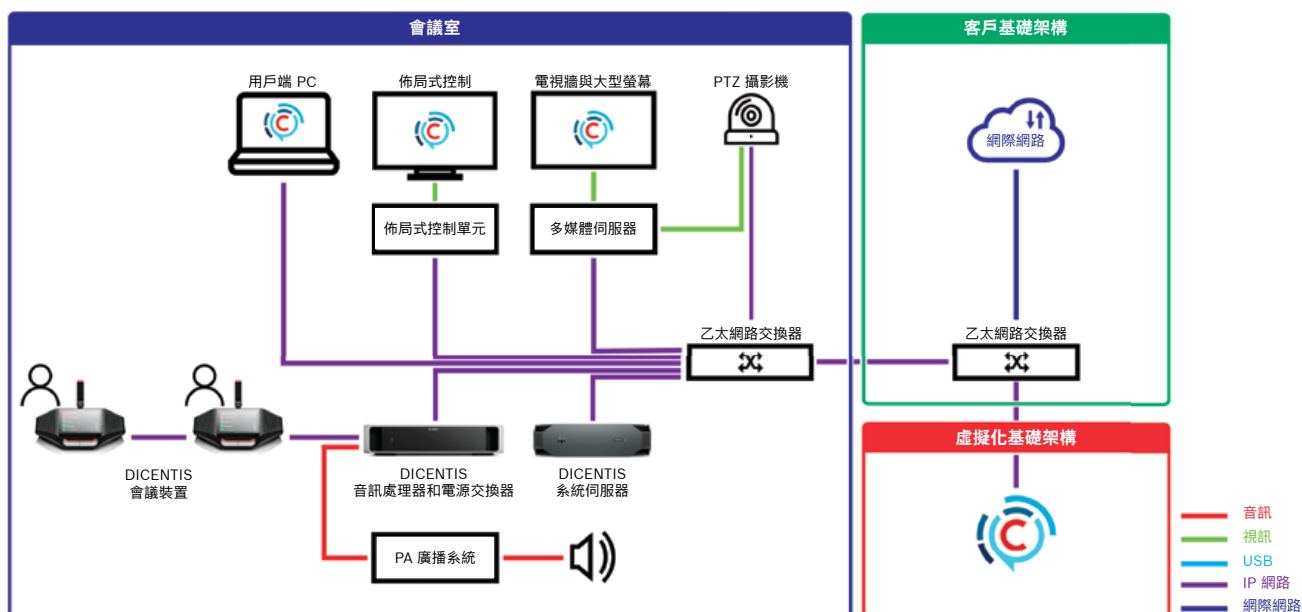 會議室
客戶基礎架構
用戶端 PC
佈局式控制
電視牆與大型螢幕
PTZ 攝影機
網際網路
佈局式控制單元
多媒體伺服器
乙太網路交換器
乙太網路交換器
虛擬化基礎架構
DICENTIS
會議裝置
DICENTIS
音訊處理器和電源交換器
DICENTIS
系統伺服器
PA 廣播系統
音訊
視訊
USB
IP 網路
網際網路